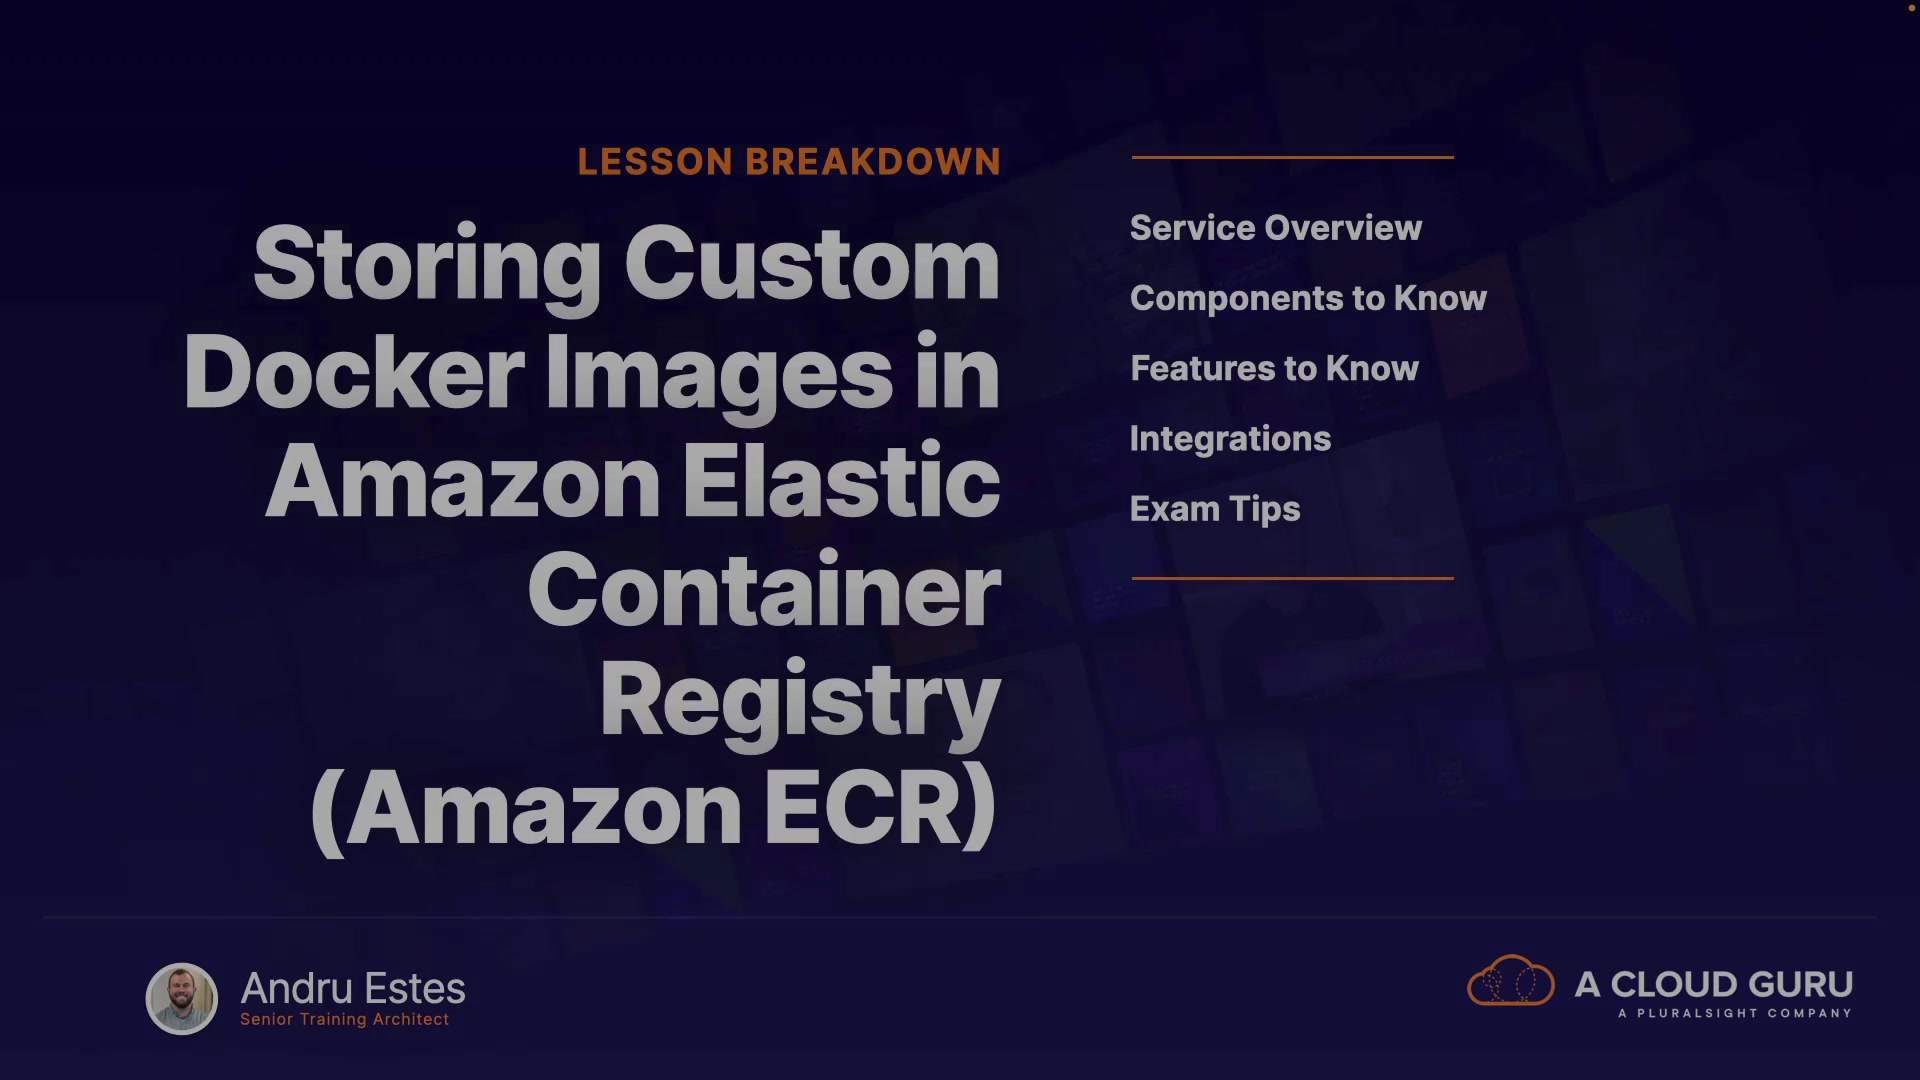 LESSON BREAKDOWN
Storing Custom
Docker Images in
Amazon Elastic
Container
Registry
(Amazon ECR)
Service Overview
Components to Know
Features to Know
Integrations
Exam Tips
Andru Estes
Senior Training Architect
A CLOUD GURU
A PLURALSIGHT COMPANY